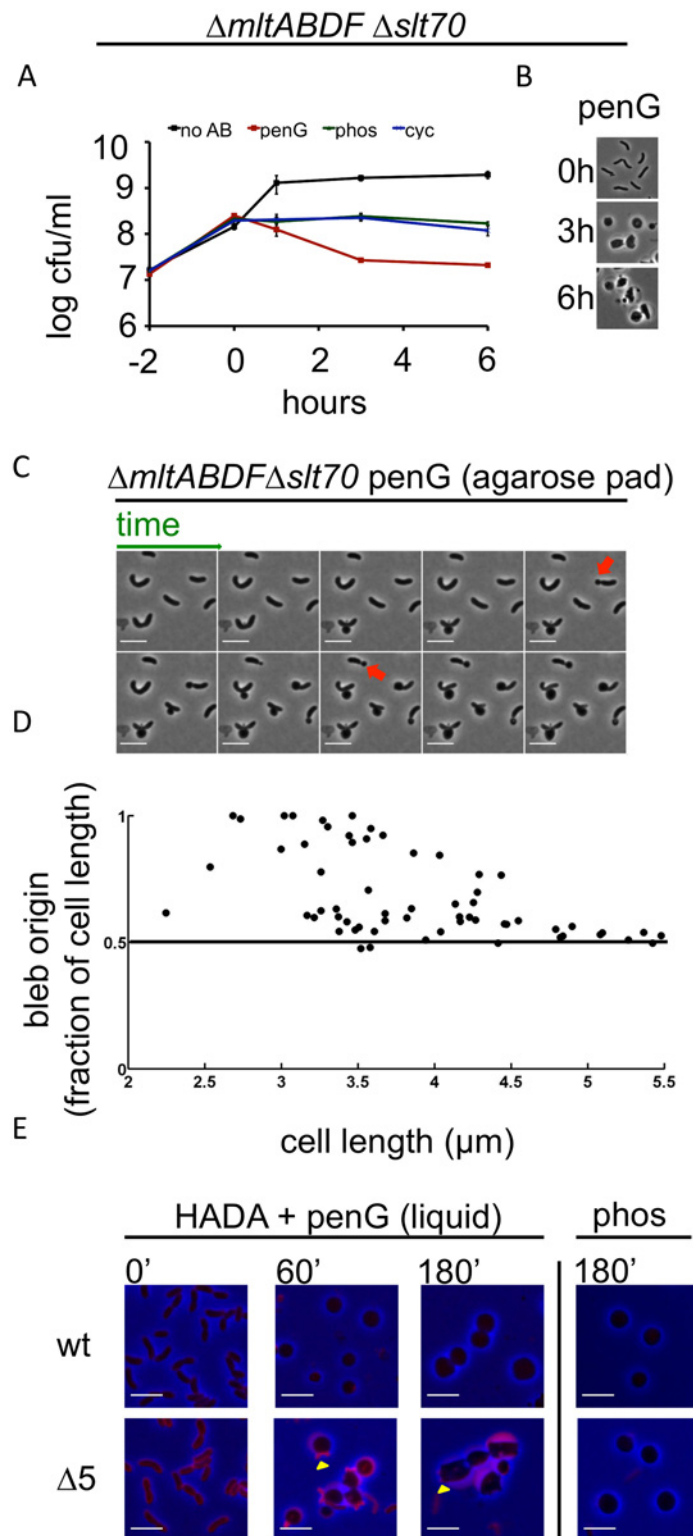 ΔmltABDF Δslt70
A
no AB penG phos cyc
10
9
8
7
6
log cfu/ml
-2 0 2 4 6
hours
B
penG
0h
3h
6h
C
ΔmltABDFΔslt70 penG (agarose pad)
time
D
1
0.5
0
bleb origin
(fraction of cell length)
2 2.5 3 3.5 4 4.5 5 5.5
cell length (µm)
E
HADA + penG (liquid) phos
0’ 60’ 180’ 180’
wt
Δ5